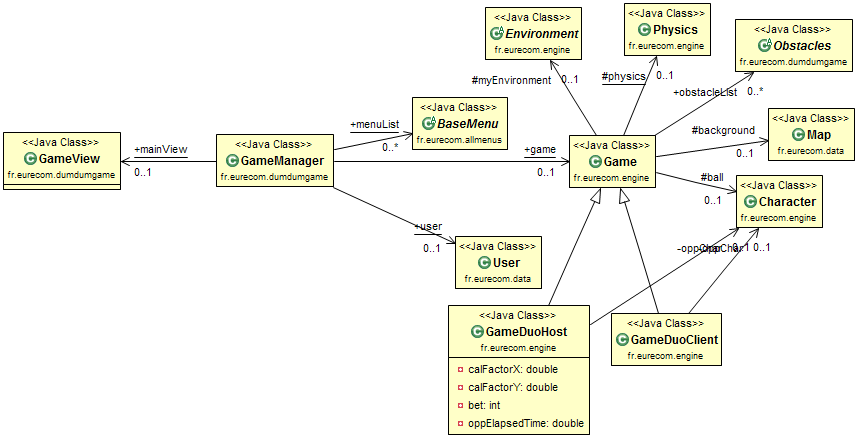 <<Java Class>>
Environment
fr.eurecom.engine
<<Java Class>>
Physics
fr.eurecom.engine
<<Java Class>>
Obstacles
fr.eurecom.dumdumgame
#myEnvironment
0..1
#physics
0..1
+obstacleList
0..*
<<Java Class>>
GameView
fr.eurecom.dumdumgame
+mainView
0..1
<<Java Class>>
GameManager
fr.eurecom.dumdumgame
+menuList
0..*
<<Java Class>>
BaseMenu
fr.eurecom.allmenus
+game
0..1
<<Java Class>>
Game
fr.eurecom.engine
#background
0..1
<<Java Class>>
Map
fr.eurecom.data
#ball
0..1
<<Java Class>>
Character
fr.eurecom.engine
+user
0..1
<<Java Class>>
User
fr.eurecom.data
-oppChar
0..1
0..1
<<Java Class>>
GameDuoHost
fr.eurecom.engine
calFactorX: double
calFactorY: double
bet: int
oppElapsedTime: double
<<Java Class>>
GameDuoClient
fr.eurecom.engine